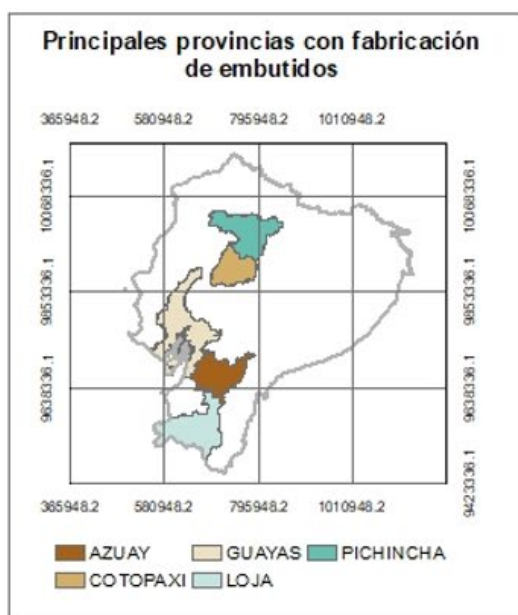 Principales provincias con fabricación
de embutidos
365948.2 580948.2 795948.2 1010948.2
10068336.1 10068336.1
9853336.1 9853336.1
9638336.1 9638336.1
9423336.1
365948.2 580948.2 795948.2 1010948.2
AZUAY GUAYAS PICHINCHA
COTOPAXI LOJA